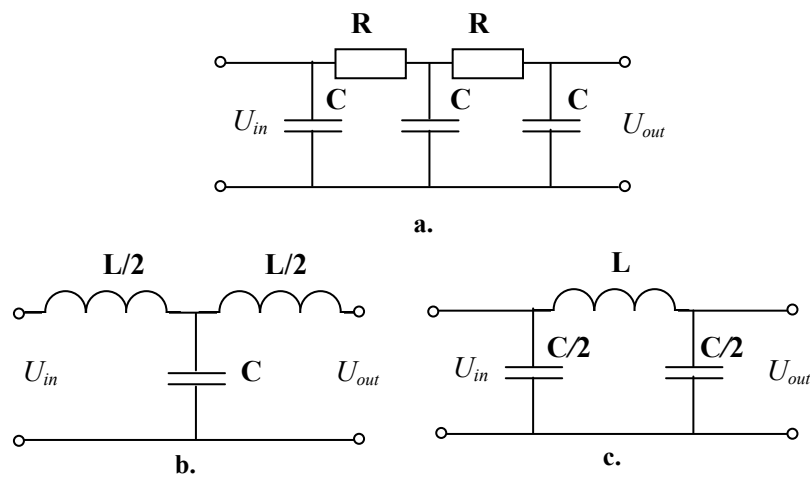 R R
C C C
U_in U_out
a.
L/2 L/2
U_in C U_out
b.
L
C/2 C/2
U_in U_out
c.